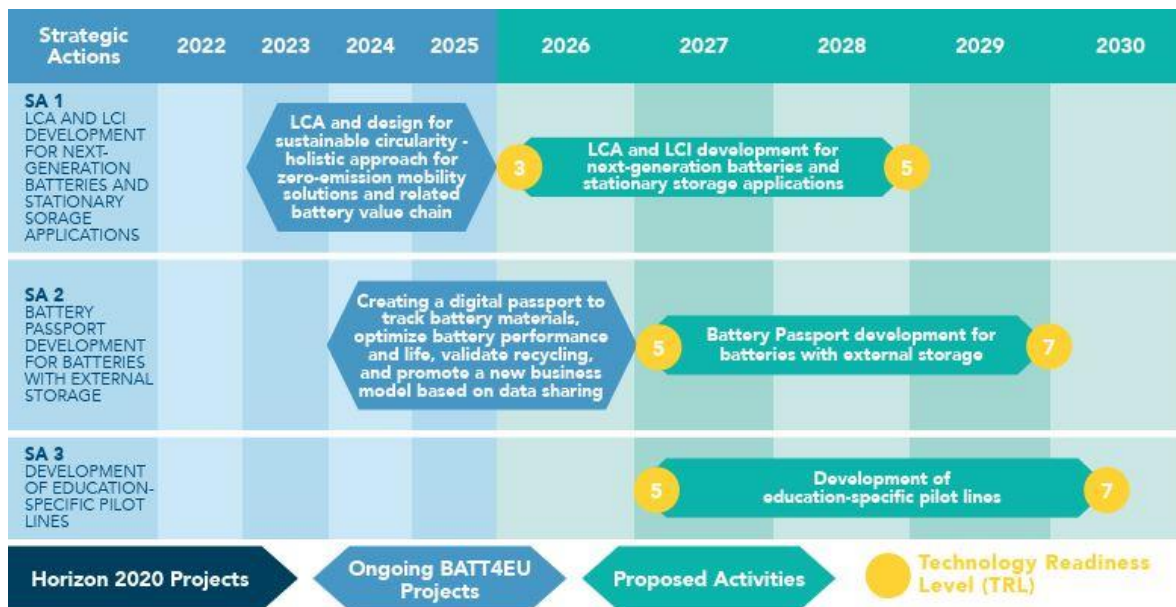 Strategic
Actions
2022
2023
2024
2025
2026
2027
2028
2029
2030
SA 1
LCA AND LCI
DEVELOPMENT
FOR NEXT-
GENERATION
BATTERIES AND
STATIONARY
SORAGE
APPLICATIONS
LCA and design for
sustainable circularity -
holistic approach for
zero-emission mobility
solutions and related
battery value chain
3
LCA and LCI development for
next-generation batteries and
stationary storage applications
5
SA 2
BATTERY
PASSPORT
DEVELOPMENT
FOR BATTERIES
WITH EXTERNAL
STORAGE
Creating a digital passport to
track battery materials,
optimize battery performance
and life, validate recycling,
and promote a new business
model based on data sharing
5
Battery Passport development for
batteries with external storage
7
SA 3
DEVELOPMENT
OF EDUCATION-
SPECIFIC PILOT
LINES
5
Development of
education-specific pilot lines
7
Horizon 2020 Projects
Ongoing BATT4EU
Projects
Proposed Activities
Technology Readiness
Level (TRL)